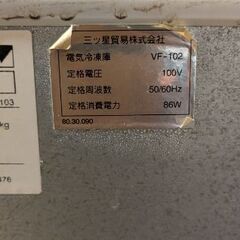 三ツ星貿易株式会社
電気冷凍庫 VF-102
定格電圧 100V
定格周波数 50/60Hz
定格消費電力 86W
80.30.090
103
kg